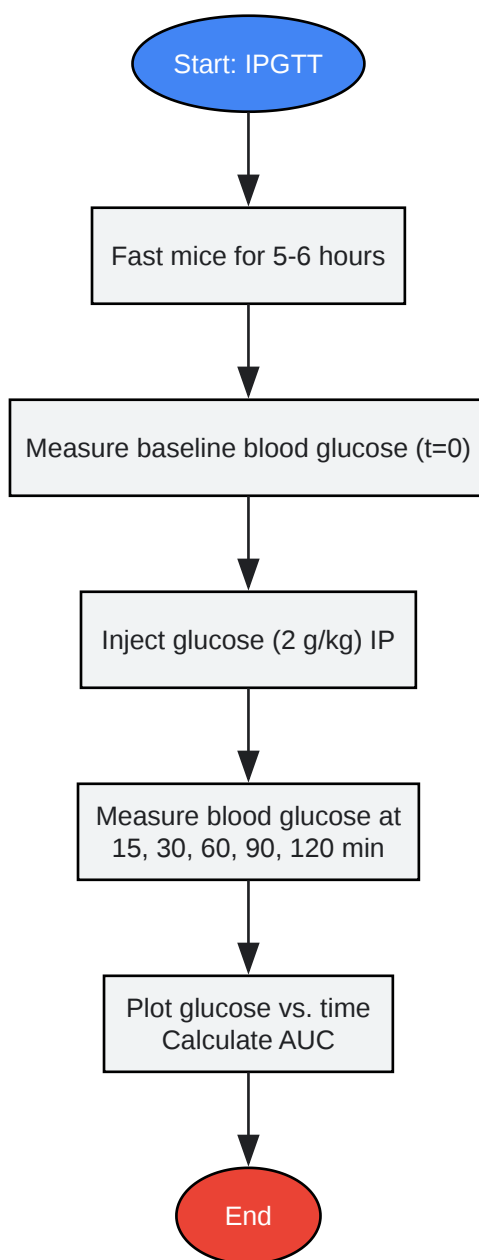 Start: IPGTT
Fast mice for 5-6 hours
Measure baseline blood glucose (t=0)
Inject glucose (2 g/kg) IP
Measure blood glucose at
15, 30, 60, 90, 120 min
Plot glucose vs. time
Calculate AUC
End